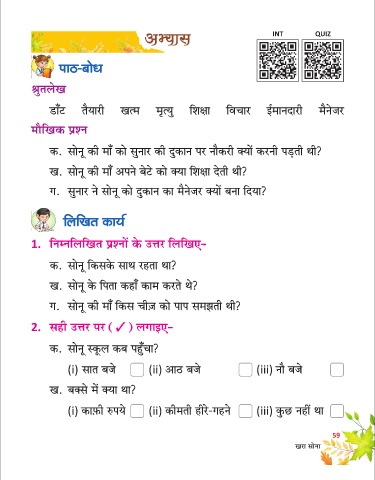 अभ्यास
INT QUIZ
पाठ-बोध
श्रुतलेख
डाँट तैयारी खत्म मृत्यु शिक्षा विचार ईमानदारी मैनेजर
मौखिक प्रश्न
क. सोनू की माँ को सुनार की दुकान पर नौकरी क्यों करनी पड़ती थी?
ख. सोनू की माँ अपने बेटे को क्या शिक्षा देती थी?
ग. सुनार ने सोनू को दुकान का मैनेजर क्यों बना दिया?
लिखित कार्य
1. निम्नलिखित प्रश्नों के उत्तर लिखिए–
क. सोनू किसके साथ रहता था?
ख. सोनू के पिता कहाँ काम करते थे?
ग. सोनू की माँ किस चीज़ को पाप समझती थी?
2. सही उत्तर पर (✓) लगाइए–
क. सोनू स्कूल कब पहुँचा?
(i) सात बजे (ii) आठ बजे (iii) नौ बजे
ख. बक्से में क्या था?
(i) काफ़ी रुपये (ii) कीमती हीरे-गहने (iii) कुछ नहीं था
59
खरा सोना